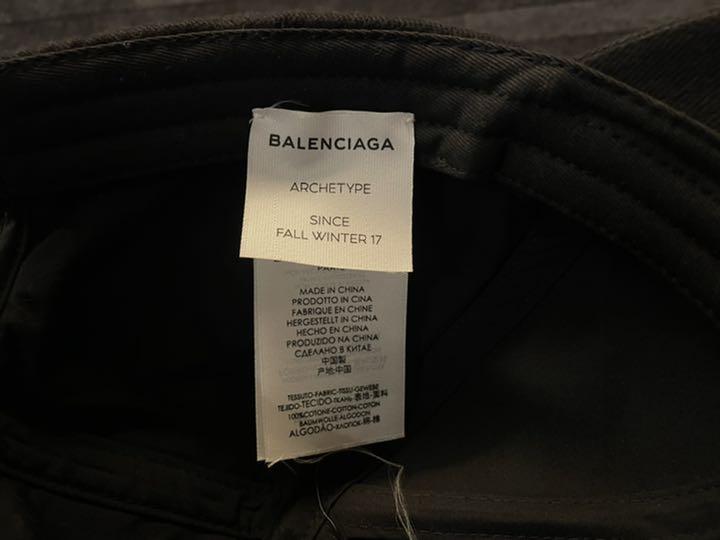 BALENCIAGA
ARCHETYPE
SINCE
FALL WINTER 17
MADE IN CHINA
PRODOTTO IN CINA
FABRIQUE EN CHINE
HERGESTELLT IN CHINA
HECHO EN CHINA
PRODUZIDO NA CHINA
СДЕЛАНО В КИТАЕ
中国製
产地:中国
TESSUTO-FABRIC-TISSU-GEWEBE
TEJIDO-TECIDO-ТКАНЬ-表地-面料
100%COTONE-COTTON-COTON
BAUMWOLLE-ALGODON
ALGODÃO-ХЛОПОК-綿-棉